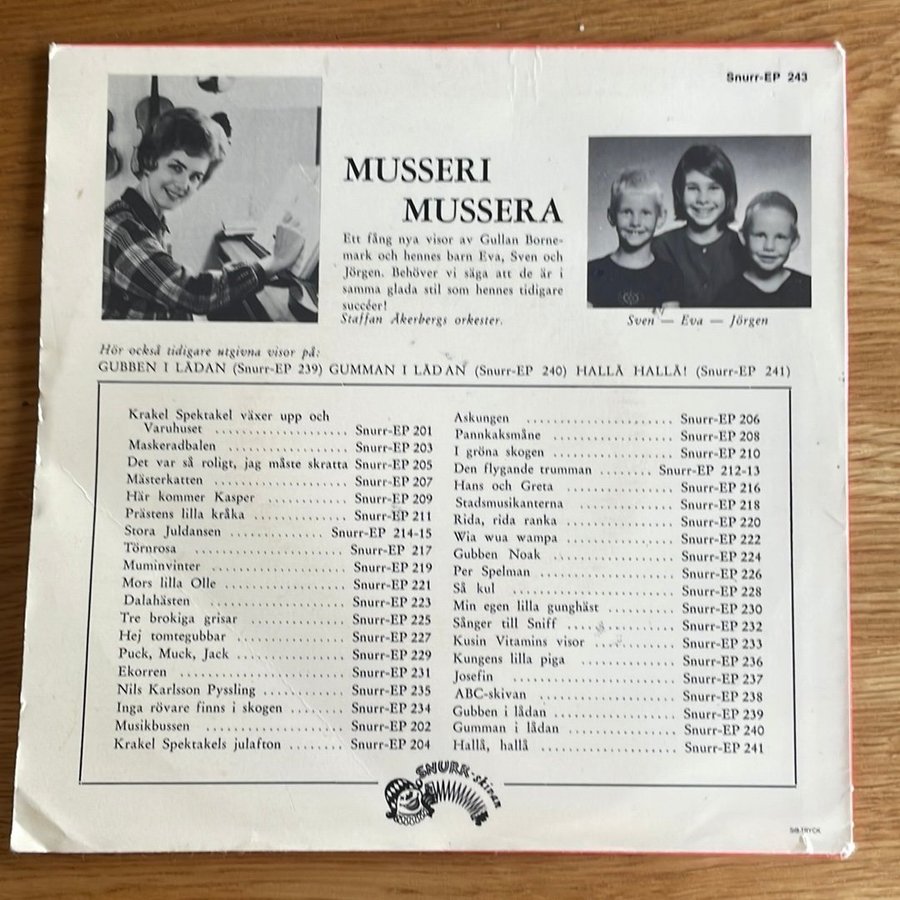 Snurr-EP 243
MUSSERI
MUSSERA
Ett fång nya visor av Gullan Borne-
mark och hennes barn Eva, Sven och
Jörgen. Behöver vi säga att de är i
samma glada stil som hennes tidigare
succéer!
Staffan Åkerbergs orkester.
Sven — Eva — Jörgen
Hör också tidigare utgivna visor på:
GUBBEN I LÅDAN (Snurr-EP 239) GUMMAN I LÅDAN (Snurr-EP 240) HALLÅ HALLÅ! (Snurr-EP 241)
Krakel Spektakel växer upp och
Varuhuset ................... Snurr-EP 201
Maskeradbalen ................ Snurr-EP 203
Det var så roligt, jag måste skratta Snurr-EP 205
Mästerkatten .................. Snurr-EP 207
Här kommer Kasper ............ Snurr-EP 209
Prästens lilla kråka .............. Snurr-EP 211
Stora Juldansen ............... Snurr-EP 214-15
Törnrosa ..................... Snurr-EP 217
Muminvinter .................. Snurr-EP 219
Mors lilla Olle ................ Snurr-EP 221
Dalahästen .................. Snurr-EP 223
Tre brokiga grisar ............. Snurr-EP 225
Hej tomtegubbar .............. Snurr-EP 227
Puck, Muck, Jack .............. Snurr-EP 229
Ekorren ..................... Snurr-EP 231
Nils Karlsson Pyssling ........... Snurr-EP 235
Inga rövare finns i skogen ........ Snurr-EP 234
Musikbussen .................. Snurr-EP 202
Krakel Spektakels julafton ........ Snurr-EP 204
Askungen ..................... Snurr-EP 206
Pannkaksmåne ................. Snurr-EP 208
I gröna skogen ................. Snurr-EP 210
Den flygande trumman ........ Snurr-EP 212-13
Hans och Greta ................ Snurr-EP 216
Stadsmusikanterna .............. Snurr-EP 218
Rida, rida ranka ................ Snurr-EP 220
Wia wua wampa ................ Snurr-EP 222
Gubben Noak .................. Snurr-EP 224
Per Spelman ................... Snurr-EP 226
Så kul ....................... Snurr-EP 228
Min egen lilla gunghäst .......... Snurr-EP 230
Sånger till Sniff ................ Snurr-EP 232
Kusin Vitamins visor ............ Snurr-EP 233
Kungens lilla piga .............. Snurr-EP 236
Josefin ....................... Snurr-EP 237
ABC-skivan ................... Snurr-EP 238
Gubben i lådan ................. Snurr-EP 239
Gumman i lådan ................ Snurr-EP 240
Hallå, hallå ................... Snurr-EP 241
SNURR-skivan
SIB-TRYCK